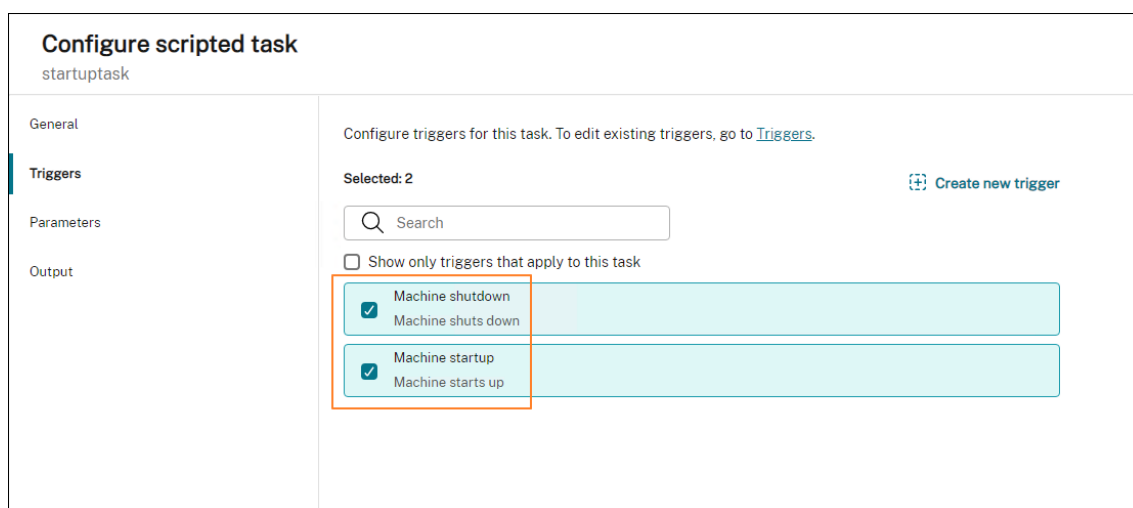 Configure scripted task
startuptask
General
Triggers
Parameters
Output
Configure triggers for this task. To edit existing triggers, go to Triggers.
Selected: 2
Create new trigger
Search
Show only triggers that apply to this task
Machine shutdown
Machine shuts down
Machine startup
Machine starts up